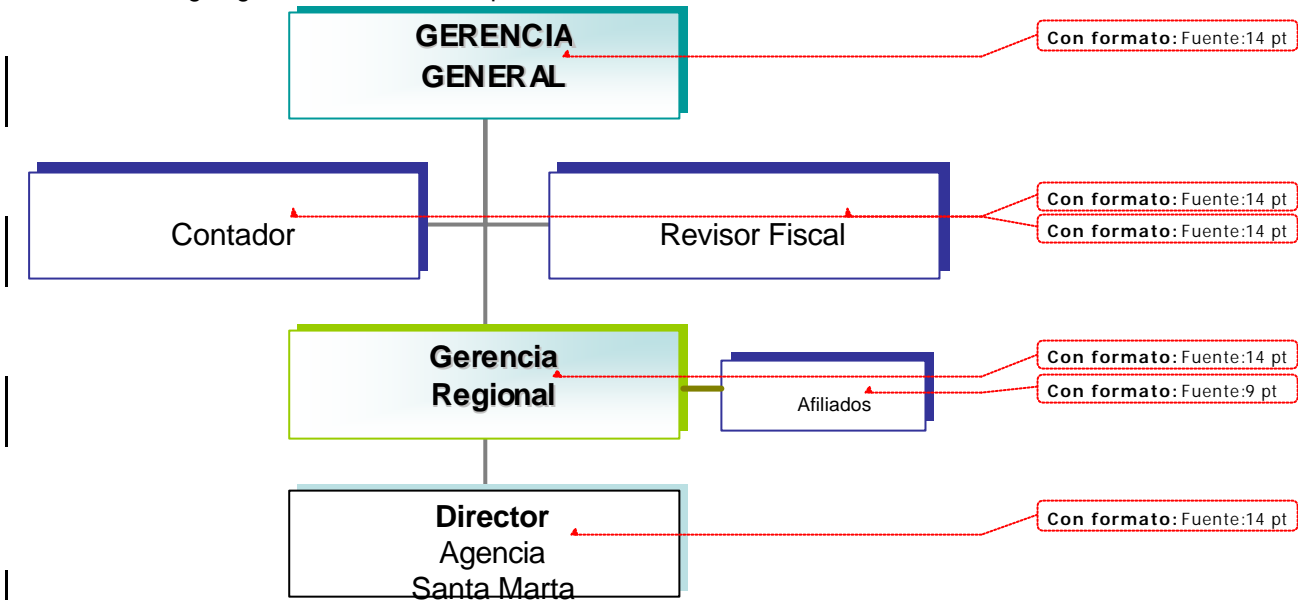 GERENCIA
GENERAL
Con formato: Fuente:14 pt
Contador
Revisor Fiscal
Con formato: Fuente:14 pt
Con formato: Fuente:14 pt
Gerencia
Regional
Afiliados
Con formato: Fuente:14 pt
Con formato: Fuente:9 pt
Director
Agencia
Santa Marta
Con formato: Fuente:14 pt